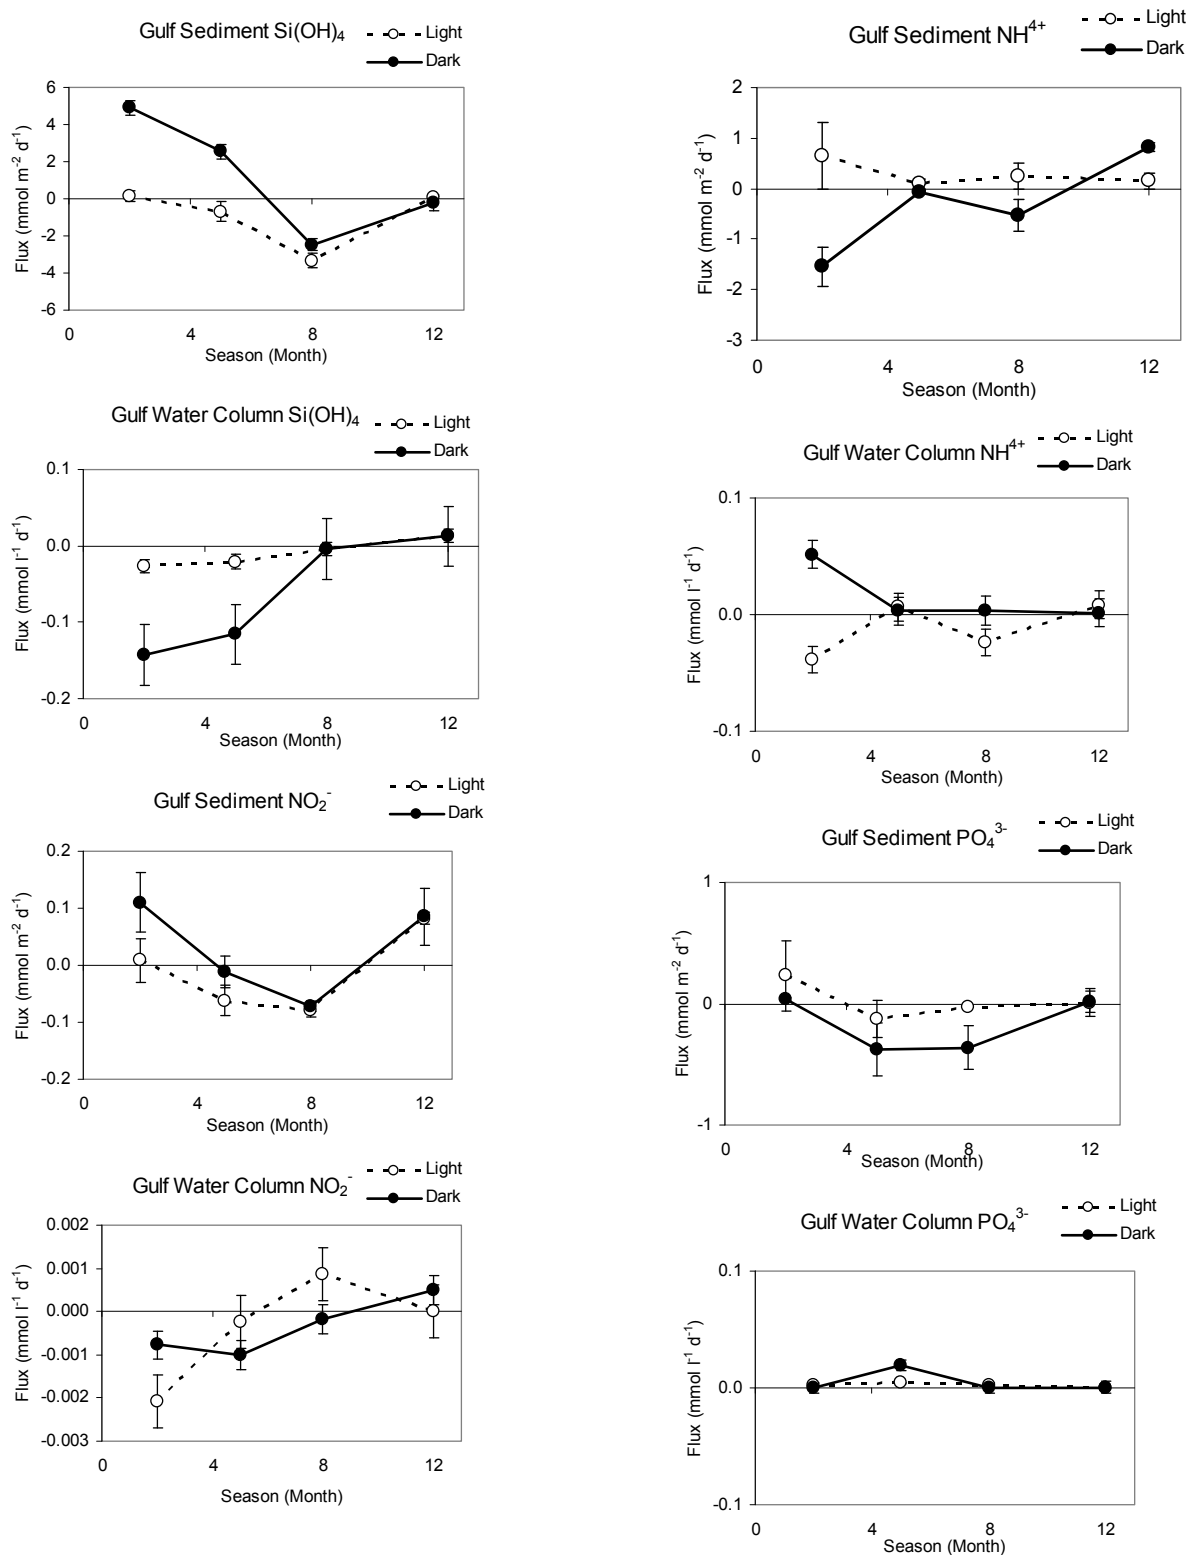 Gulf Sediment Si(OH)₄
Light
Dark
6
4
2
0
-2
-4
-6
Flux (mmol m⁻² d⁻¹)
0
4
8
12
Season (Month)
Gulf Sediment NH⁴⁺
Light
Dark
2
1
0
-1
-2
-3
Flux (mmol m⁻² d⁻¹)
0
4
8
12
Season (Month)
Gulf Water Column Si(OH)₄
Light
Dark
0.1
0.0
-0.1
-0.2
Flux (mmol l⁻¹ d⁻¹)
0
4
8
12
Season (Month)
Gulf Water Column NH⁴⁺
Light
Dark
0.1
0.0
-0.1
Flux (mmol l⁻¹ d⁻¹)
0
4
8
12
Season (Month)
Gulf Sediment NO₂⁻
Light
Dark
0.2
0.1
0.0
-0.1
-0.2
Flux (mmol m⁻² d⁻¹)
0
4
8
12
Season (Month)
Gulf Sediment PO₄³⁻
Light
Dark
1
0
-1
Flux (mmol m⁻² d⁻¹)
0
4
8
12
Season (Month)
Gulf Water Column NO₂⁻
Light
Dark
0.002
0.001
0.000
-0.001
-0.002
-0.003
Flux (mmol l⁻¹ d⁻¹)
0
4
8
12
Season (Month)
Gulf Water Column PO₄³⁻
Light
Dark
0.1
0.0
-0.1
Flux (mmol l⁻¹ d⁻¹)
0
4
8
12
Season (Month)